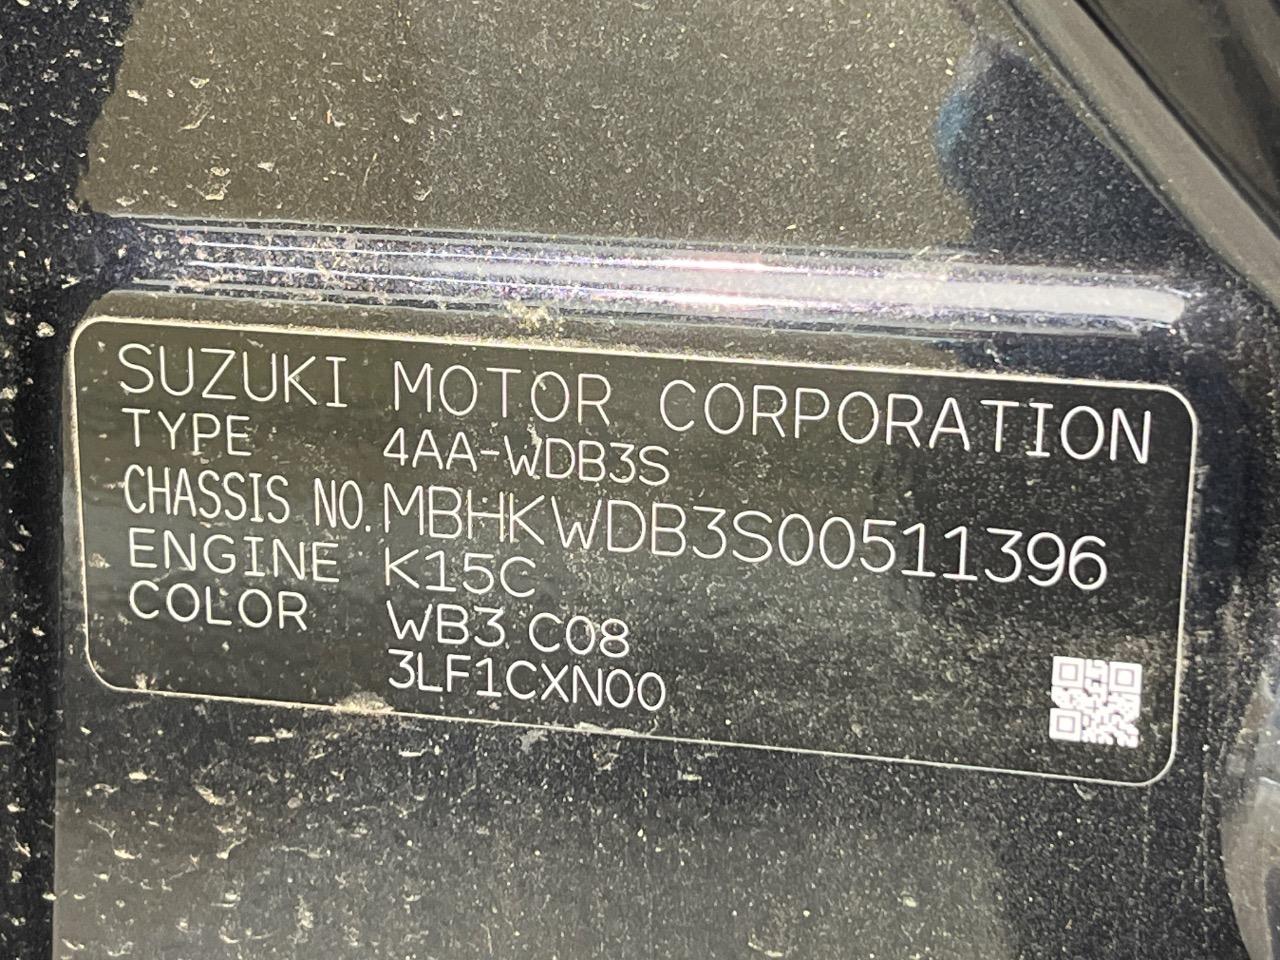 SUZUKI MOTOR CORPORATION
TYPE 4AA-WDB3S
CHASSIS NO. MBHKWDB3S00511396
ENGINE K15C
COLOR WB3 C08
3LF1CXN00